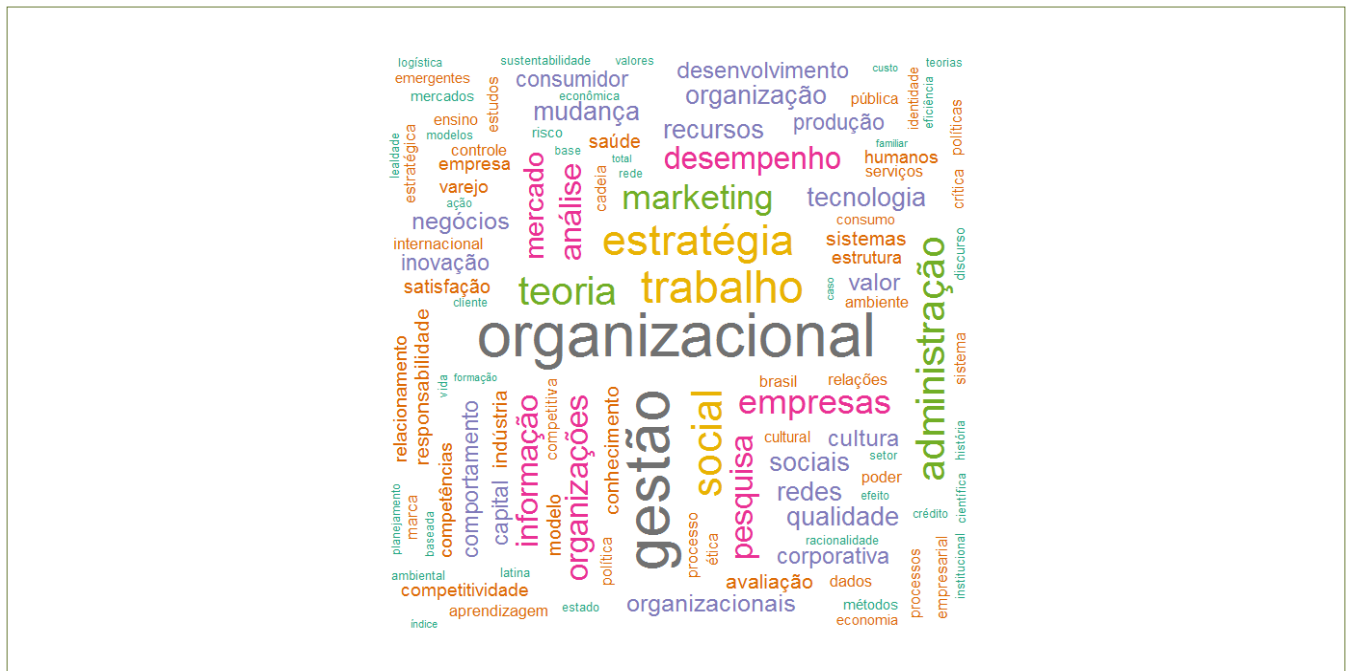 logística
sustentabilidade
valores
emergentes
consumidor
desenvolvimento
custo
teorias
mercados
econômica
estudos
organização
pública
identidade
eficiência
mudança
ensino
modelos
risco
recursos
produção
políticas
lealdade
estratégica
controle
base
saúde
familiar
empresa
mercado
análise
total
rede
cadeia
desempenho
humanos
serviços
crítica
varejo
ação
marketing
tecnologia
negócios
consumo
internacional
estratégia
sistemas
estrutura
administração
discurso
inovação
satisfação
teoria
trabalho
caso
valor
ambiente
cliente
organizacional
sistema
relacionamento
responsabilidade
vida
formação
competitiva
brasil
relações
empresas
comportamento
indústria
informação
organizações
conhecimento
gestão
social
pesquisa
cultural
cultura
história
sociais
setor
competências
capital
poder
redes
efeito
científica
planejamento
marca
baseada
modelo
qualidade
crédito
política
processo
ética
racionalidade
corporativa
institucional
ambiental
latina
avaliação
dados
processos
empresarial
competitividade
aprendizagem
estado
organizacionais
métodos
economia
índice